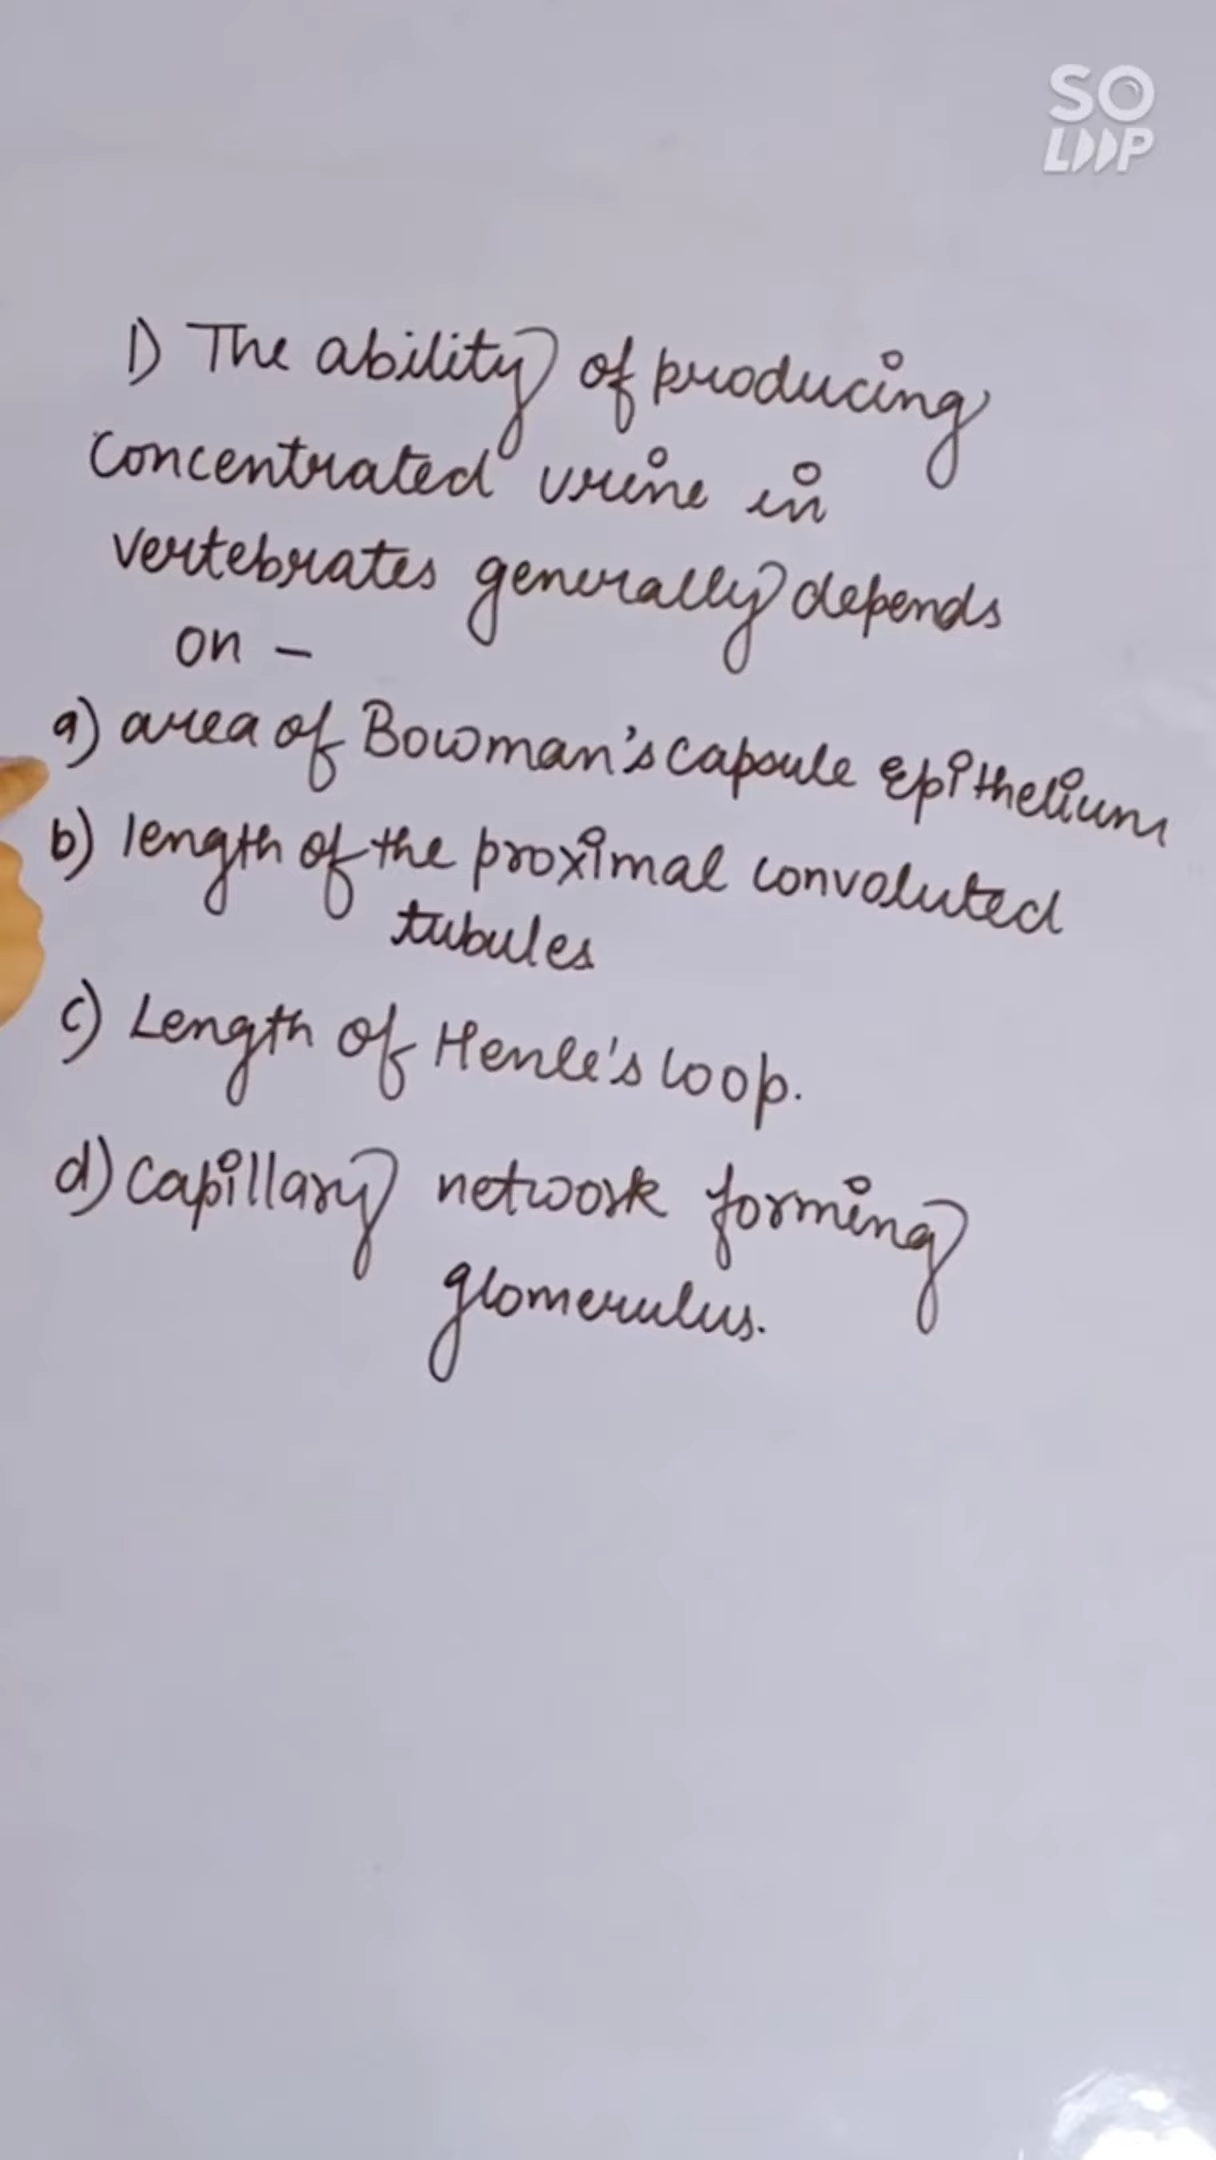 SO
LOOP
1) The ability of producing
concentrated urine in
vertebrates generally depends
on -
a) area of Bowman's capsule Epithelium
b) length of the proximal convoluted
tubules
c) Length of Henle's loop.
d) capillary network forming
glomerulus.